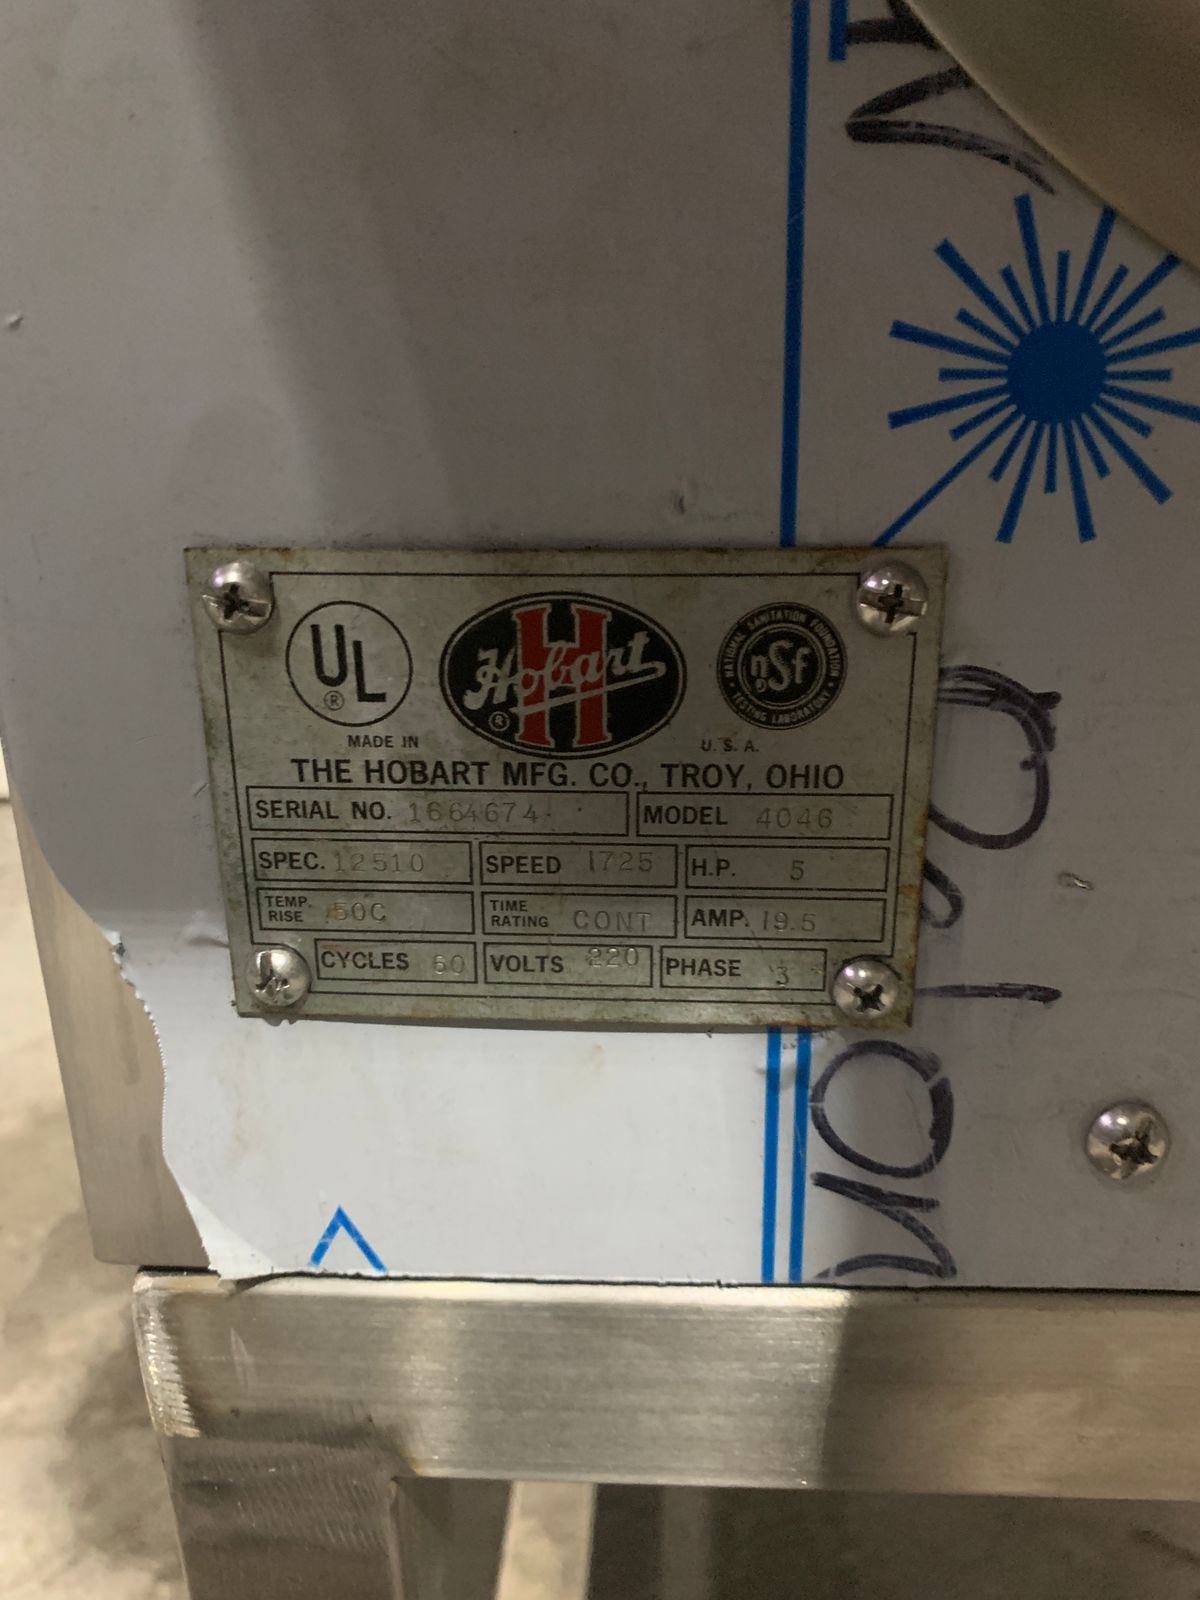 UL
®
Hobart
®
NATIONAL SANITATION FOUNDATION
nSf
TESTING LABORATORY
MADE IN U.S.A.
THE HOBART MFG. CO., TROY, OHIO
SERIAL NO. 1664674 MODEL 4046
SPEC. 12510 SPEED 1725 H.P. 5
TEMP. RISE 50C TIME RATING CONT AMP. 19.5
CYCLES 60 VOLTS 220 PHASE 3